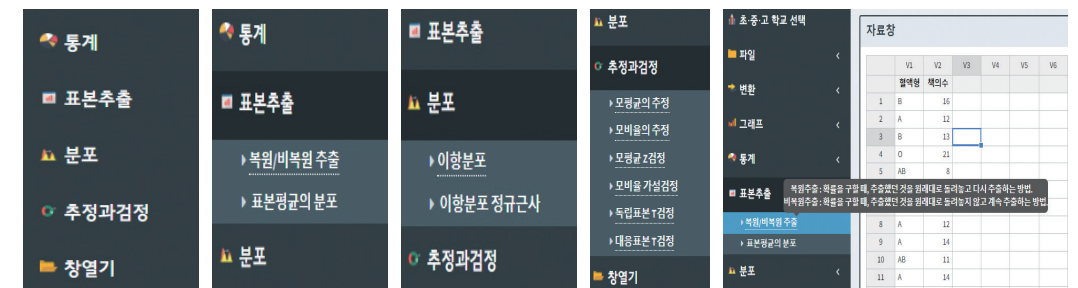 통계
표본추출
분포
추정과검정
창열기
통계
표본추출
복원/비복원 추출
표본평균의 분포
분포
표본추출
분포
이항분포
이항분포 정규근사
추정과검정
분포
추정과검정
모평균의 추정
모비율의 추정
모평균 Z검정
모비율 가설검정
독립표본 T검정
대응표본 T검정
창열기
초·중·고 학교 선택
파일
변환
그래프
통계
표본추출
복원추출 : 확률을 구할 때, 추출했던 것을 원래대로 돌려놓고 다시 추출하는 방법.
비복원추출 : 확률을 구할 때, 추출했던 것을 원래대로 돌려놓지 않고 계속 추출하는 방법.
복원/비복원 추출
표본평균의 분포
분포
자료창
V1 V2 V3 V4 V5 V6
혈액형 책의수
1 B 16
2 A 12
3 B 13
4 O 21
5 AB 8
8 A 12
9 A 14
10 AB 11
11 A 14